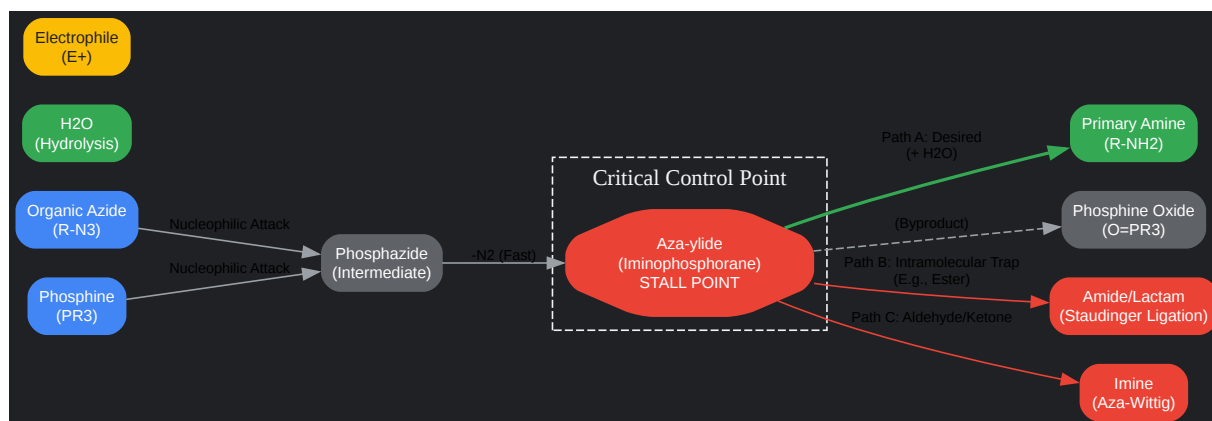 Electrophile
(E+)
H2O
(Hydrolysis)
Organic Azide
(R-N3)
Phosphine
(PR3)
Nucleophilic Attack
Nucleophilic Attack
Phosphazide
(Intermediate)
-N2 (Fast)
Critical Control Point
Aza-ylide
(Iminophosphorane)
STALL POINT
Path A: Desired
(+ H2O)
(Byproduct)
Path B: Intramolecular Trap
(E.g., Ester)
Path C: Aldehyde/Ketone
Primary Amine
(R-NH2)
Phosphine Oxide
(O=PR3)
Amide/Lactam
(Staudinger Ligation)
Imine
(Aza-Wittig)